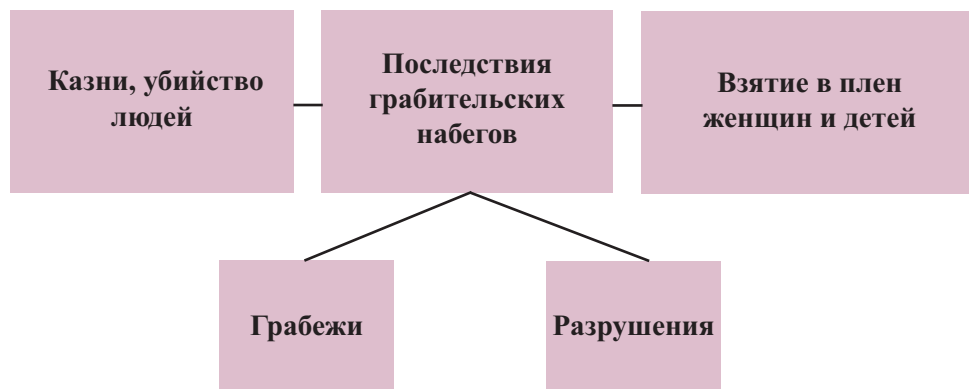 Казни, убийство
людей
Последствия
грабительских
набегов
Взятие в плен
женщин и детей
Грабежи
Разрушения